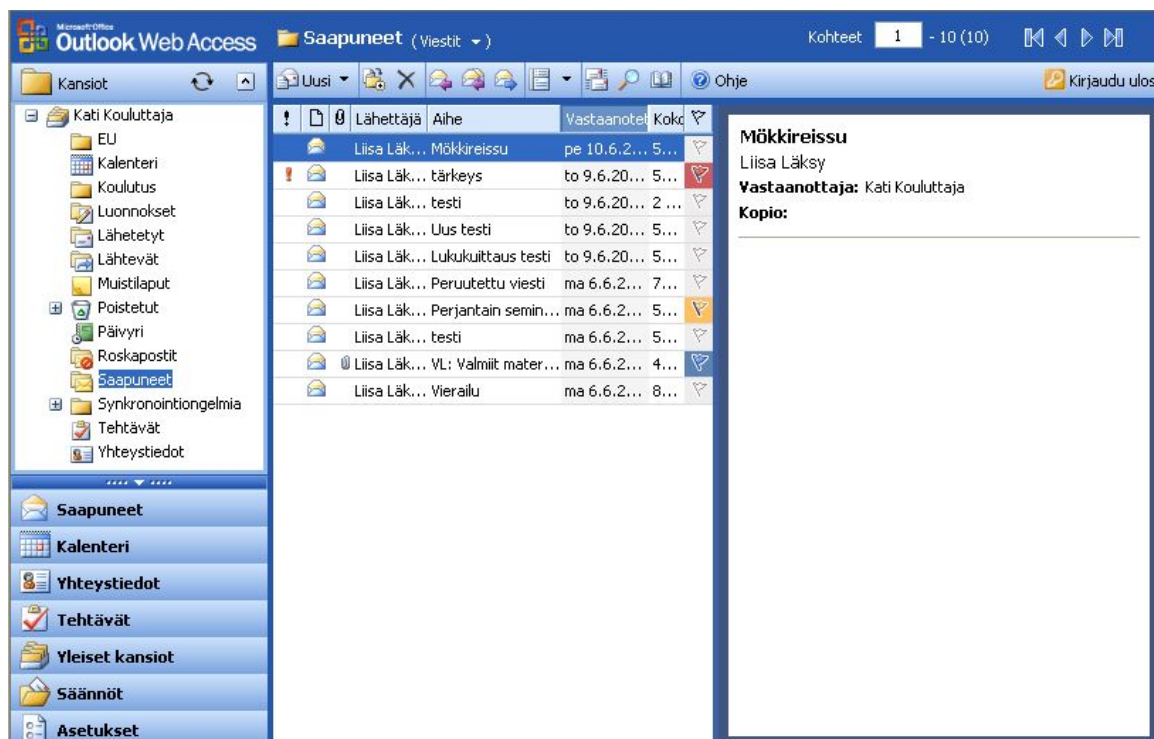 Microsoft Office
Outlook Web Access
Saapuneet (Viestit)
Kohteet 1 - 10 (10)
Kansiot
Uusi
Ohje
Kirjaudu ulos
Kati Kouluttaja
EU
Kalenteri
Koulutus
Luonnokset
Lähetetyt
Lähtevät
Muistilaput
Poistetut
Päivyri
Roskapostit
Saapuneet
Synkronointiongelmia
Tehtävät
Yhteystiedot
Saapuneet
Kalenteri
Yhteystiedot
Tehtävät
Yleiset kansiot
Säännöt
Asetukset
! Lähettäjä Aihe Vastaanotet Koko
Liisa Läk... Mökkireissu pe 10.6.2... 5...
! Liisa Läk... tärkeys to 9.6.20... 5...
Liisa Läk... testi to 9.6.20... 2 ...
Liisa Läk... Uus testi to 9.6.20... 5...
Liisa Läk... Lukukuittaus testi to 9.6.20... 5...
Liisa Läk... Peruutettu viesti ma 6.6.2... 7...
Liisa Läk... Perjantain semin... ma 6.6.2... 5...
Liisa Läk... testi ma 6.6.2... 5...
Liisa Läk... VL: Valmiit mater... ma 6.6.2... 4...
Liisa Läk... Vierailu ma 6.6.2... 8...
Mökkireissu
Liisa Läksy
Vastaanottaja: Kati Kouluttaja
Kopio: